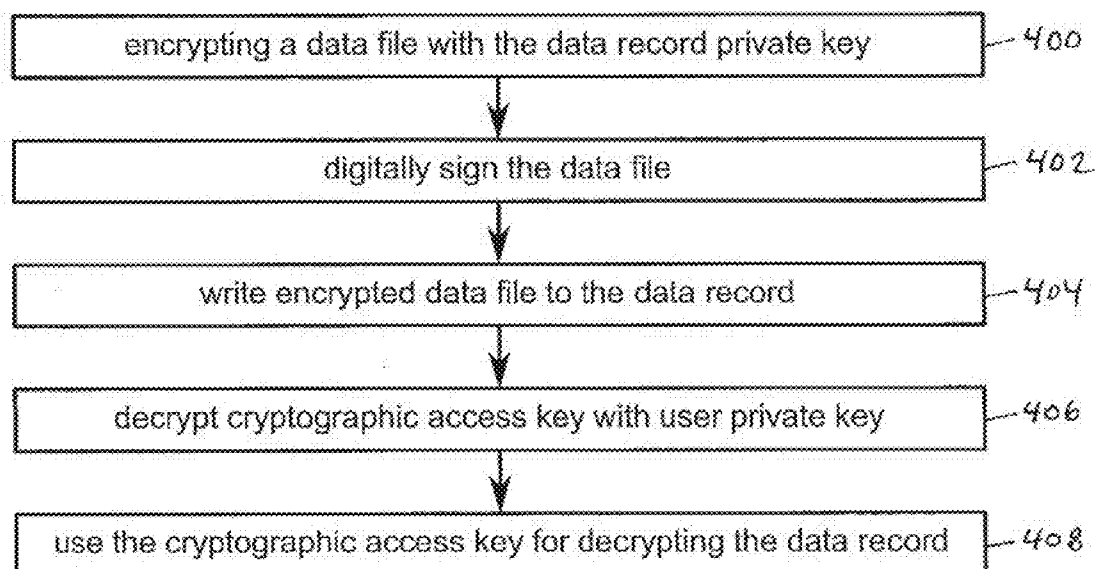 encrypting a data file with the data record private key 400
digitally sign the data file 402
write encrypted data file to the data record 404
decrypt cryptographic access key with user private key 406
use the cryptographic access key for decrypting the data record 408